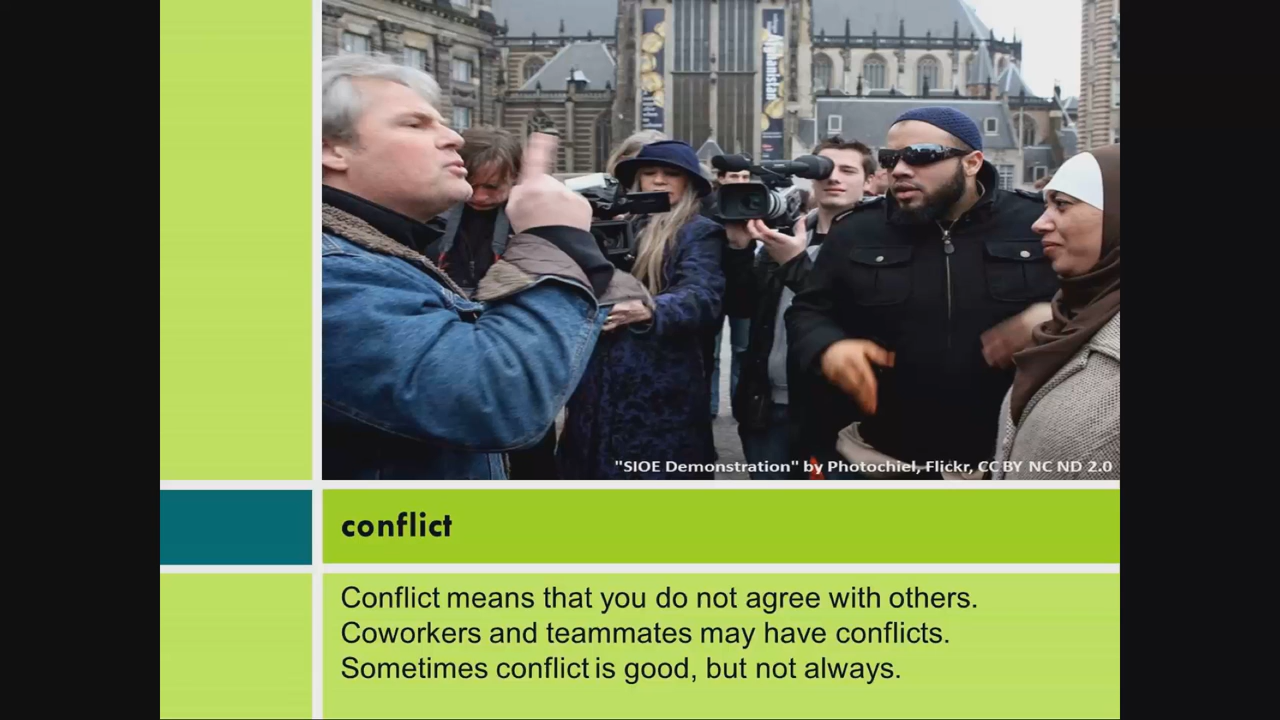 Afghanistan
"SIOE Demonstration" by Photochiel, Flickr, CC BY NC ND 2.0
conflict
Conflict means that you do not agree with others.
Coworkers and teammates may have conflicts.
Sometimes conflict is good, but not always.